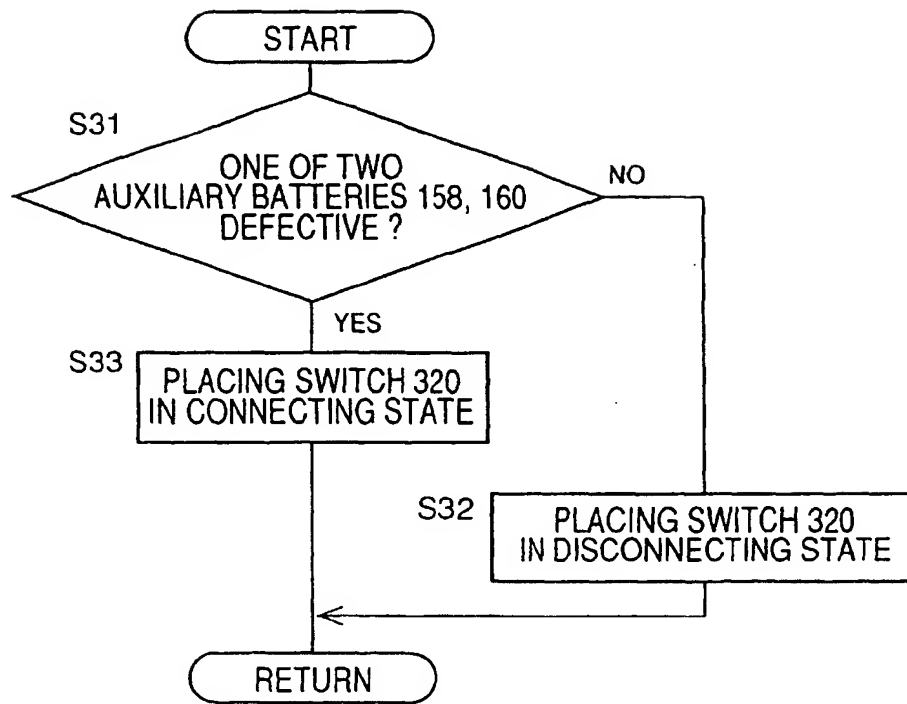 START
S31
ONE OF TWO
AUXILIARY BATTERIES 158, 160
DEFECTIVE ?
NO
YES
S33
PLACING SWITCH 320
IN CONNECTING STATE
S32
PLACING SWITCH 320
IN DISCONNECTING STATE
RETURN